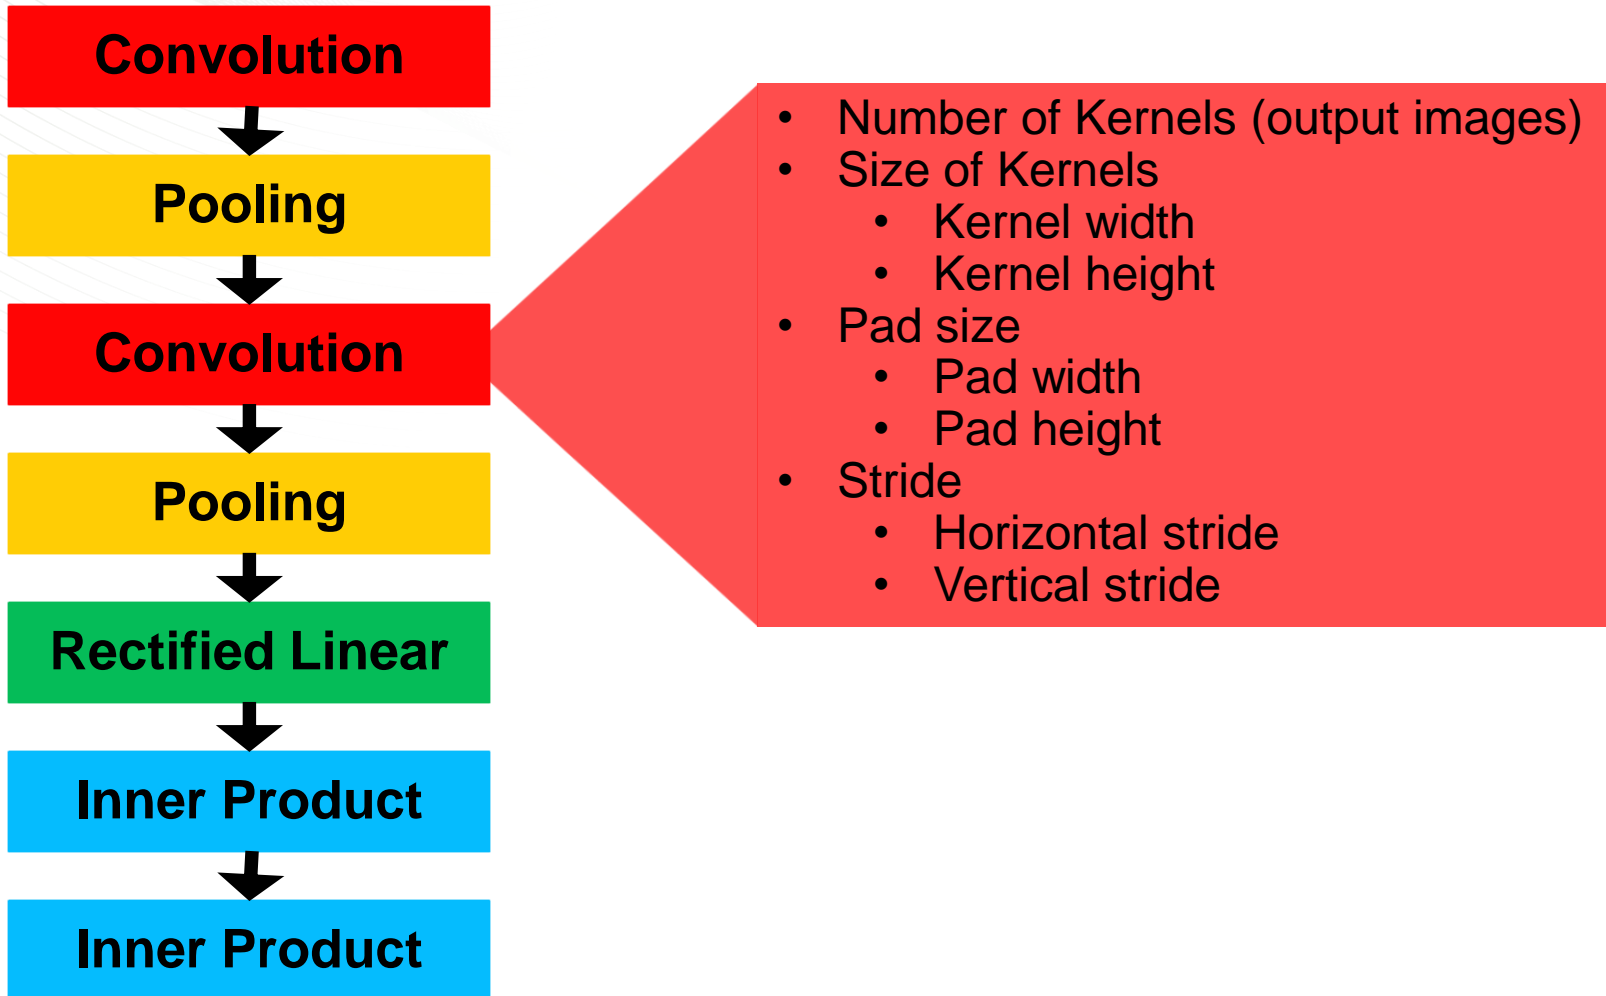 Convolution
Pooling
Convolution
Pooling
Rectified Linear
Inner Product
Inner Product
• Number of Kernels (output images)
• Size of Kernels
• Kernel width
• Kernel height
• Pad size
• Pad width
• Pad height
• Stride
• Horizontal stride
• Vertical stride